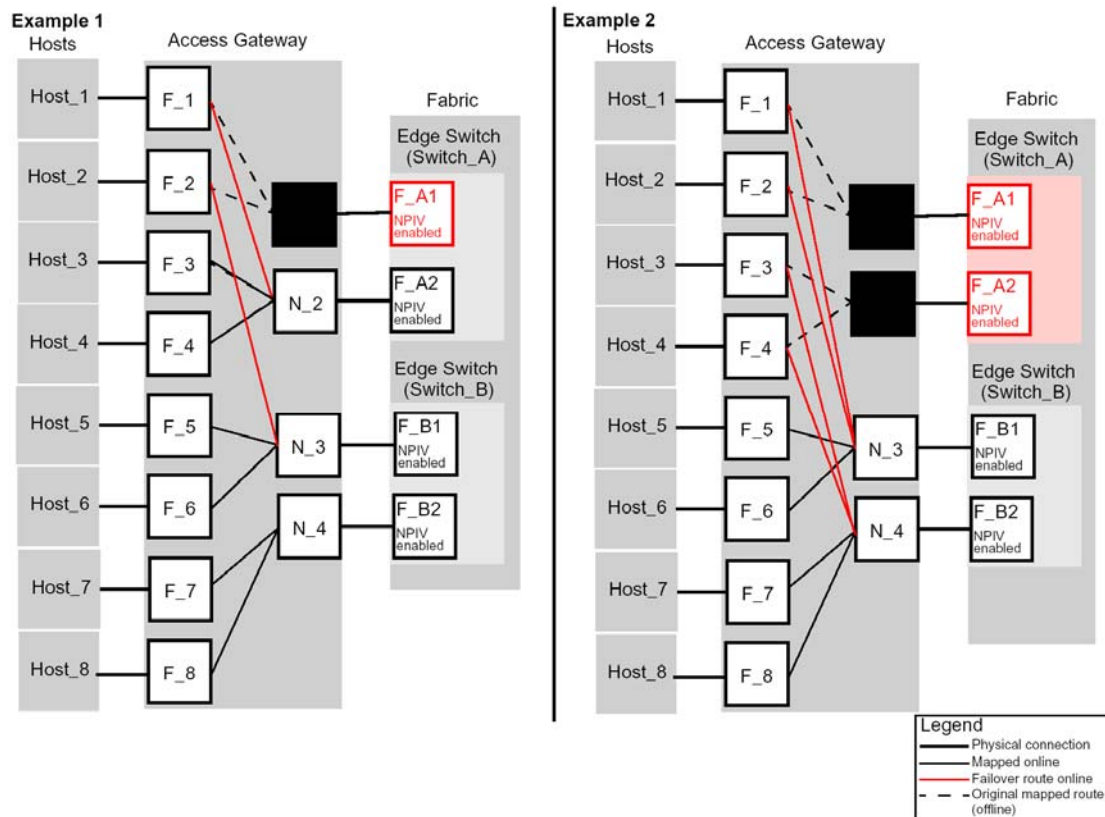 Example 1
Hosts
Access Gateway
Host_1
Host_2
Host_3
Host_4
Host_5
Host_6
Host_7
Host_8
F_1
F_2
F_3
F_4
F_5
F_6
F_7
F_8
N_2
N_3
N_4
Fabric
Edge Switch
(Switch_A)
F_A1
NPIV
enabled
F_A2
NPIV
enabled
Edge Switch
(Switch_B)
F_B1
NPIV
enabled
F_B2
NPIV
enabled
Example 2
Hosts
Access Gateway
Host_1
Host_2
Host_3
Host_4
Host_5
Host_6
Host_7
Host_8
F_1
F_2
F_3
F_4
F_5
F_6
F_7
F_8
N_3
N_4
Fabric
Edge Switch
(Switch_A)
F_A1
NPIV
enabled
F_A2
NPIV
enabled
Edge Switch
(Switch_B)
F_B1
NPIV
enabled
F_B2
NPIV
enabled
Legend
Physical connection
Mapped online
Failover route online
Original mapped route
(offline)